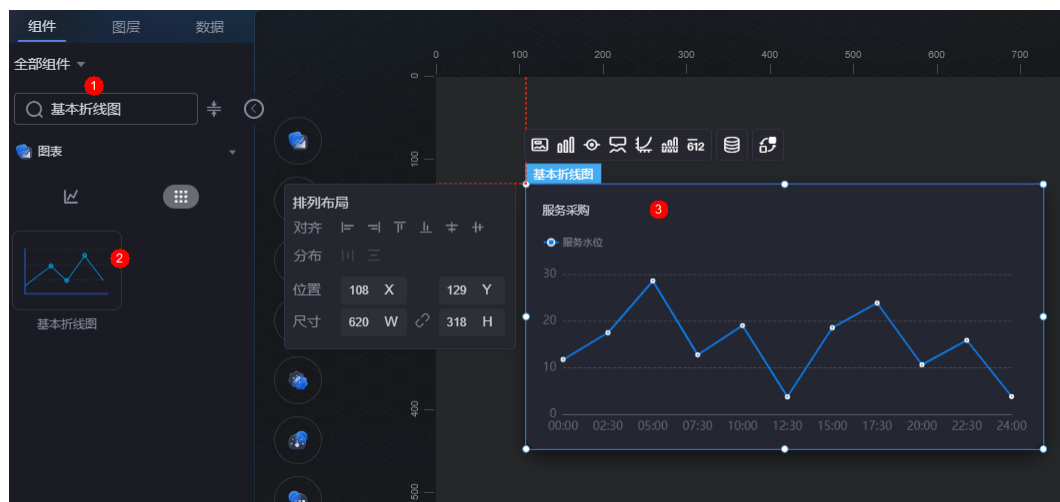 组件 图层 数据
全部组件
1
基本折线图
图表
2
基本折线图
0 100 200 300 400 500 600 700
0
100
400
500
612
基本折线图
排列布局
对齐
分布
位置 108 X 129 Y
尺寸 620 W 318 H
服务采购 3
服务水位
30
20
10
0
00:00 02:30 05:00 07:30 10:00 12:30 15:00 17:30 20:00 22:30 24:00